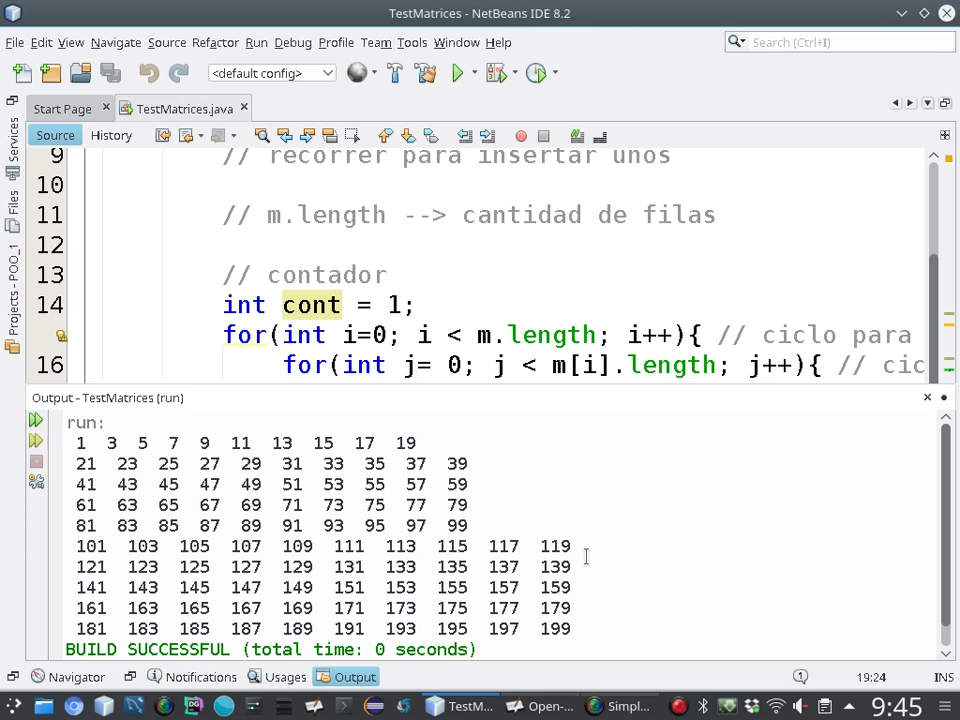 TestMatrices - NetBeans IDE 8.2
File Edit View Navigate Source Refactor Run Debug Profile Team Tools Window Help
Search (Ctrl+I)
<default config>
Start Page
TestMatrices.java
Source History
Services
Files
Projects - POO_1
9 // recorrer para insertar unos
10
11 // m.length --> cantidad de filas
12
13 // contador
14 int cont = 1;
for(int i=0; i < m.length; i++){ // ciclo para
16 for(int j= 0; j < m[i].length; j++){ // cic
Output - TestMatrices (run)
run:
1 3 5 7 9 11 13 15 17 19
21 23 25 27 29 31 33 35 37 39
41 43 45 47 49 51 53 55 57 59
61 63 65 67 69 71 73 75 77 79
81 83 85 87 89 91 93 95 97 99
101 103 105 107 109 111 113 115 117 119
121 123 125 127 129 131 133 135 137 139
141 143 145 147 149 151 153 155 157 159
161 163 165 167 169 171 173 175 177 179
181 183 185 187 189 191 193 195 197 199
BUILD SUCCESSFUL (total time: 0 seconds)
Navigator Notifications Usages Output
1
19:24 INS
DG
TestM... Open-... Simpl...
9:45